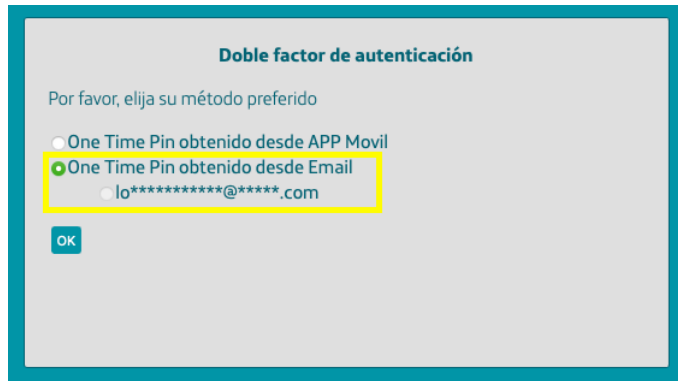 Doble factor de autenticación
Por favor, elija su método preferido
One Time Pin obtenido desde APP Movil
One Time Pin obtenido desde Email
lo***********@*****.com
OK